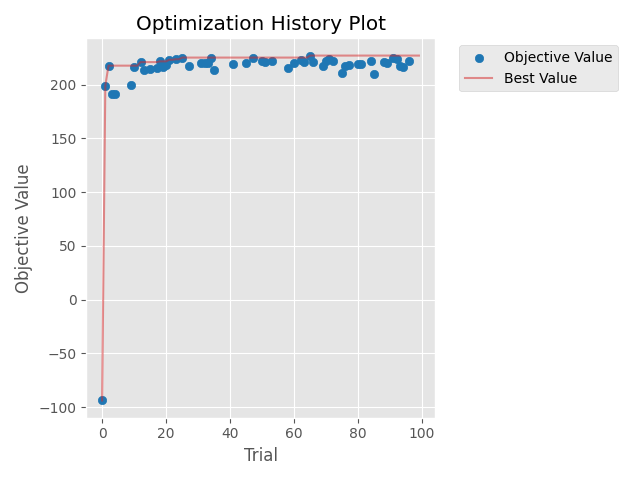 Optimization History Plot
Objective Value
Best Value
200
150
100
50
0
−50
−100
Objective Value
0 20 40 60 80 100
Trial